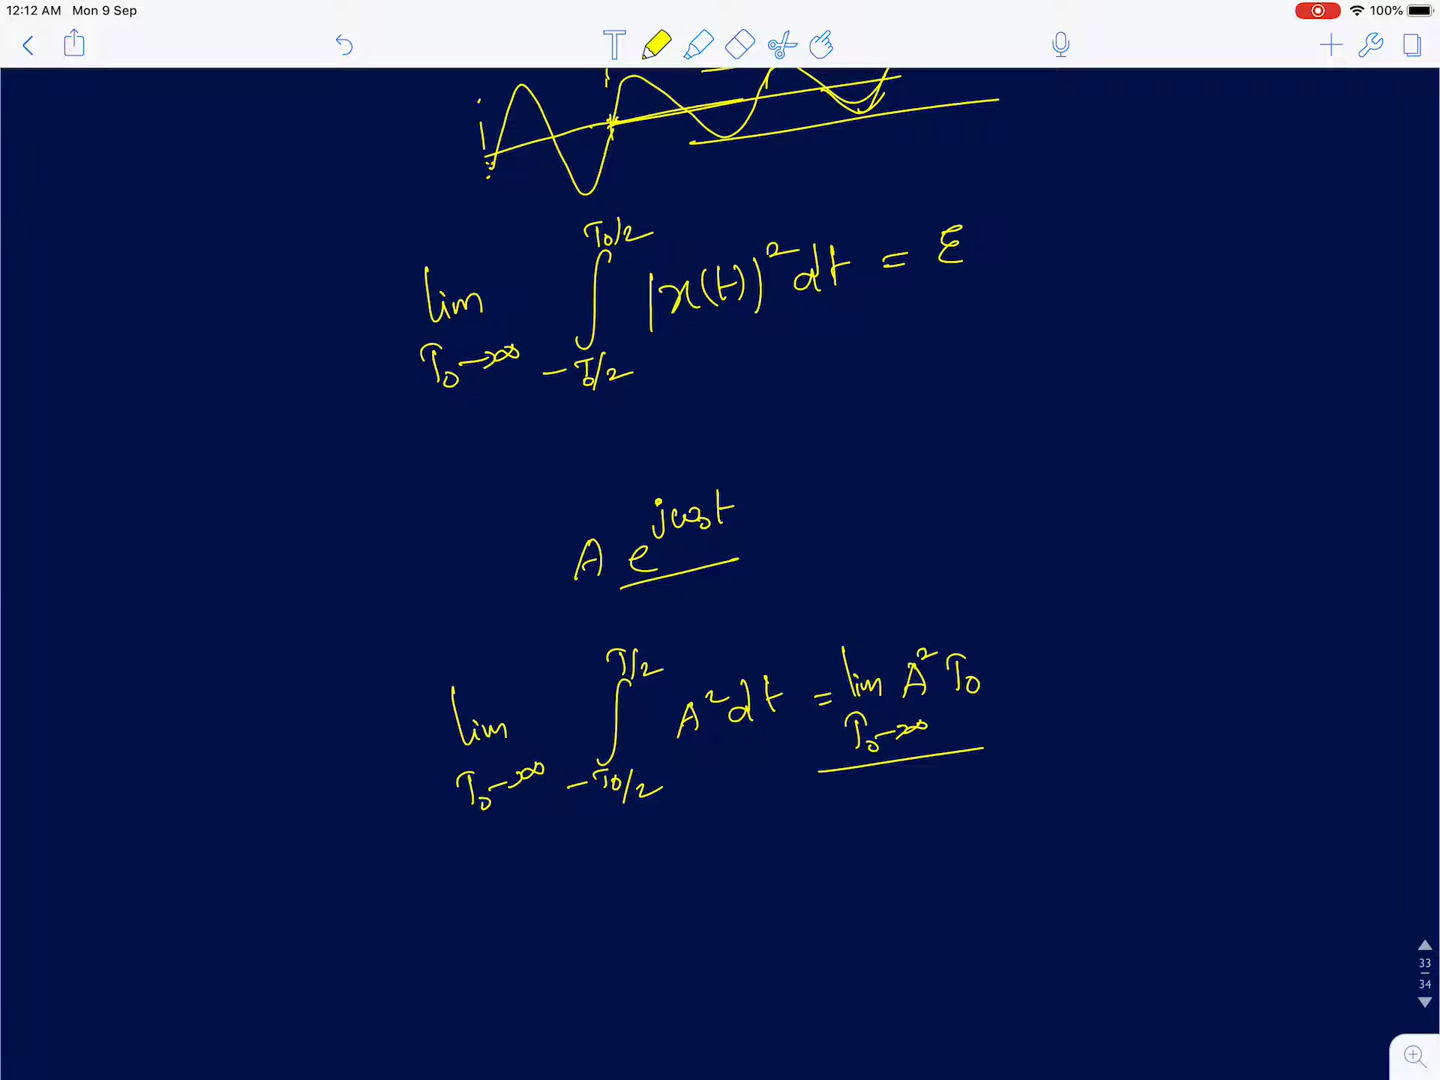 12:12 AM Mon 9 Sep 100%
T
T₀/2
lim ∫ |x(t)|² dt = ℰ
T₀→∞ -T₀/2
A e^{jω₀t}
T/2
lim ∫ A² dt = lim A² T₀
T₀→∞ -T₀/2 T₀→∞
33
34